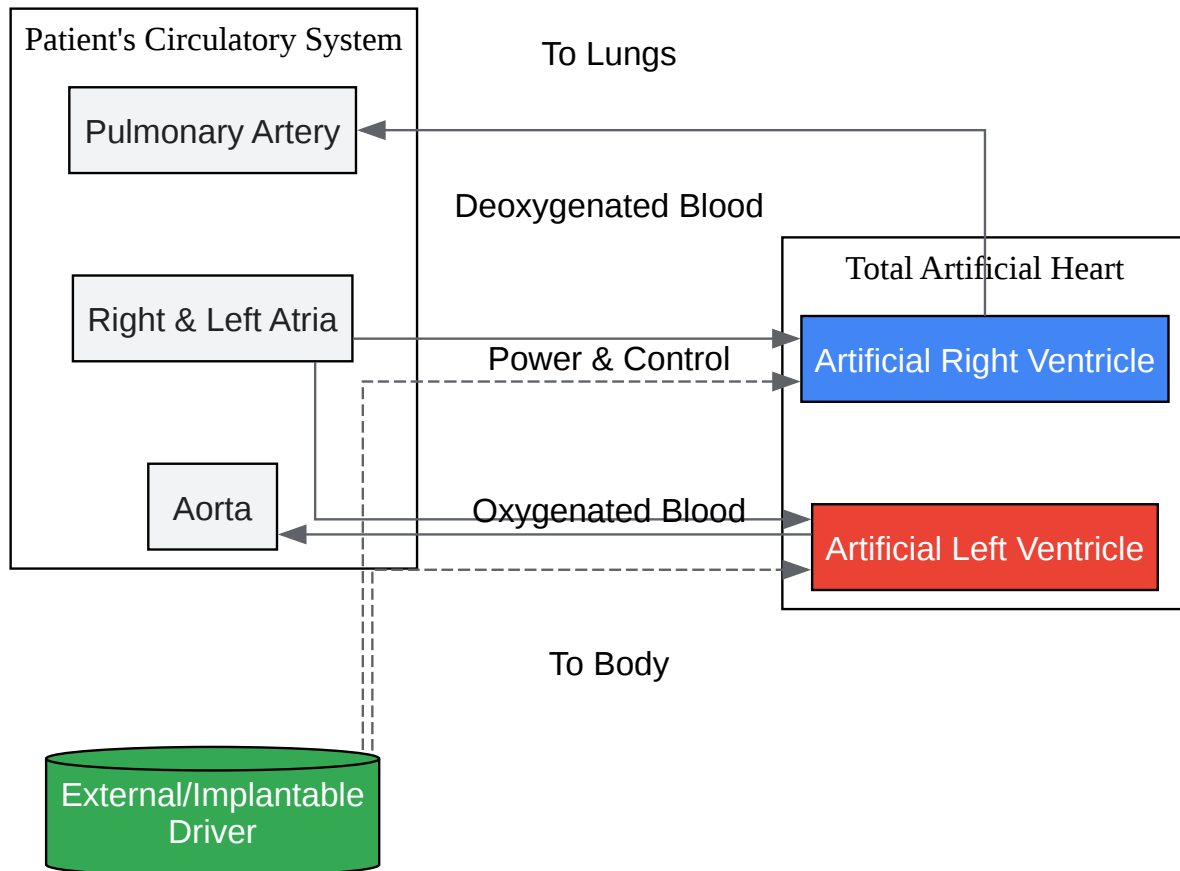 Patient's Circulatory System
To Lungs
Pulmonary Artery
Deoxygenated Blood
Total Artificial Heart
Right & Left Atria
Power & Control
Artificial Right Ventricle
Aorta
Oxygenated Blood
Artificial Left Ventricle
To Body
External/Implantable
Driver